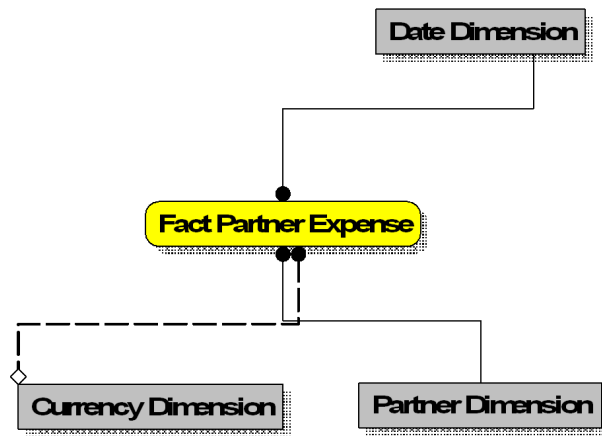 Date Dimension
Fact Partner Expense
Currency Dimension
Partner Dimension